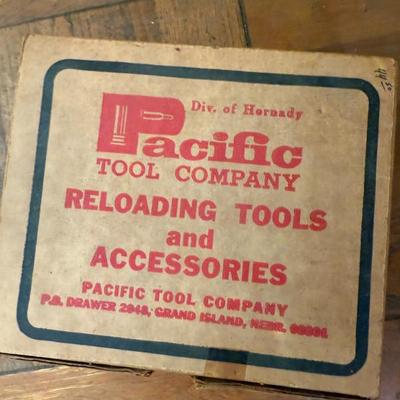 Div. of Hornady
Pacific
TOOL COMPANY
RELOADING TOOLS
and
ACCESSORIES
PACIFIC TOOL COMPANY
P.O. DRAWER 2048, GRAND ISLAND, NEBR. 68801